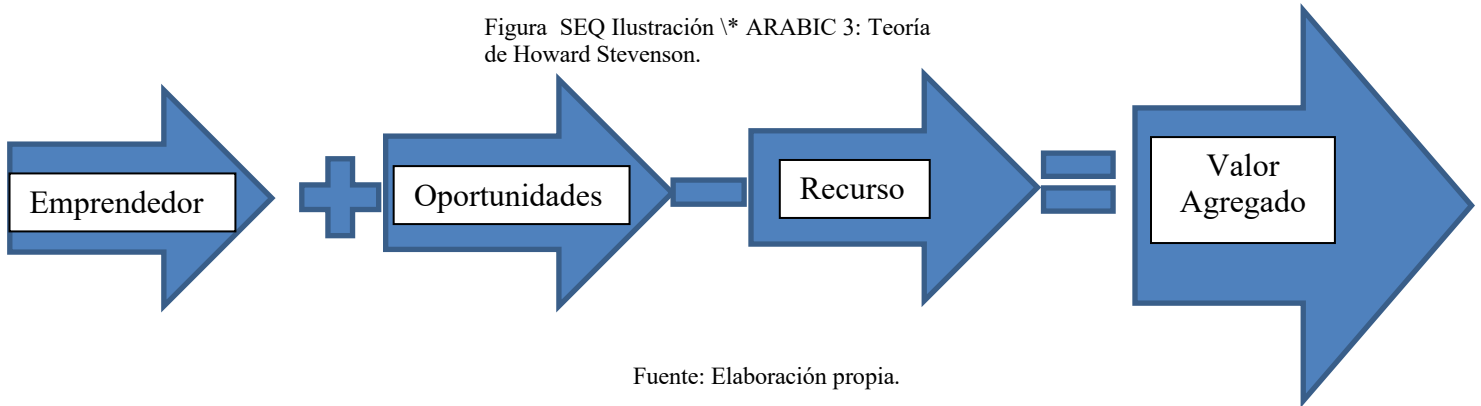 Figura SEQ Ilustración \* ARABIC 3: Teoría
de Howard Stevenson.
Emprendedor
Oportunidades
Recurso
Valor
Agregado
Fuente: Elaboración propia.